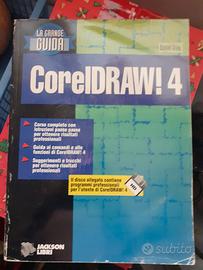 LA GRANDE
GUIDA
CorelDRAW! 4
Corso completo con
istruzioni passo passo
per ottenere risultati
professionali
Guida ai comandi e alle
funzioni di CorelDRAW! 4
Suggerimenti e trucchi
per ottenere risultati
professionali
Il disco allegato contiene
programmi professionali
per l'utente di CorelDRAW! 4
JACKSON
LIBRI
subito